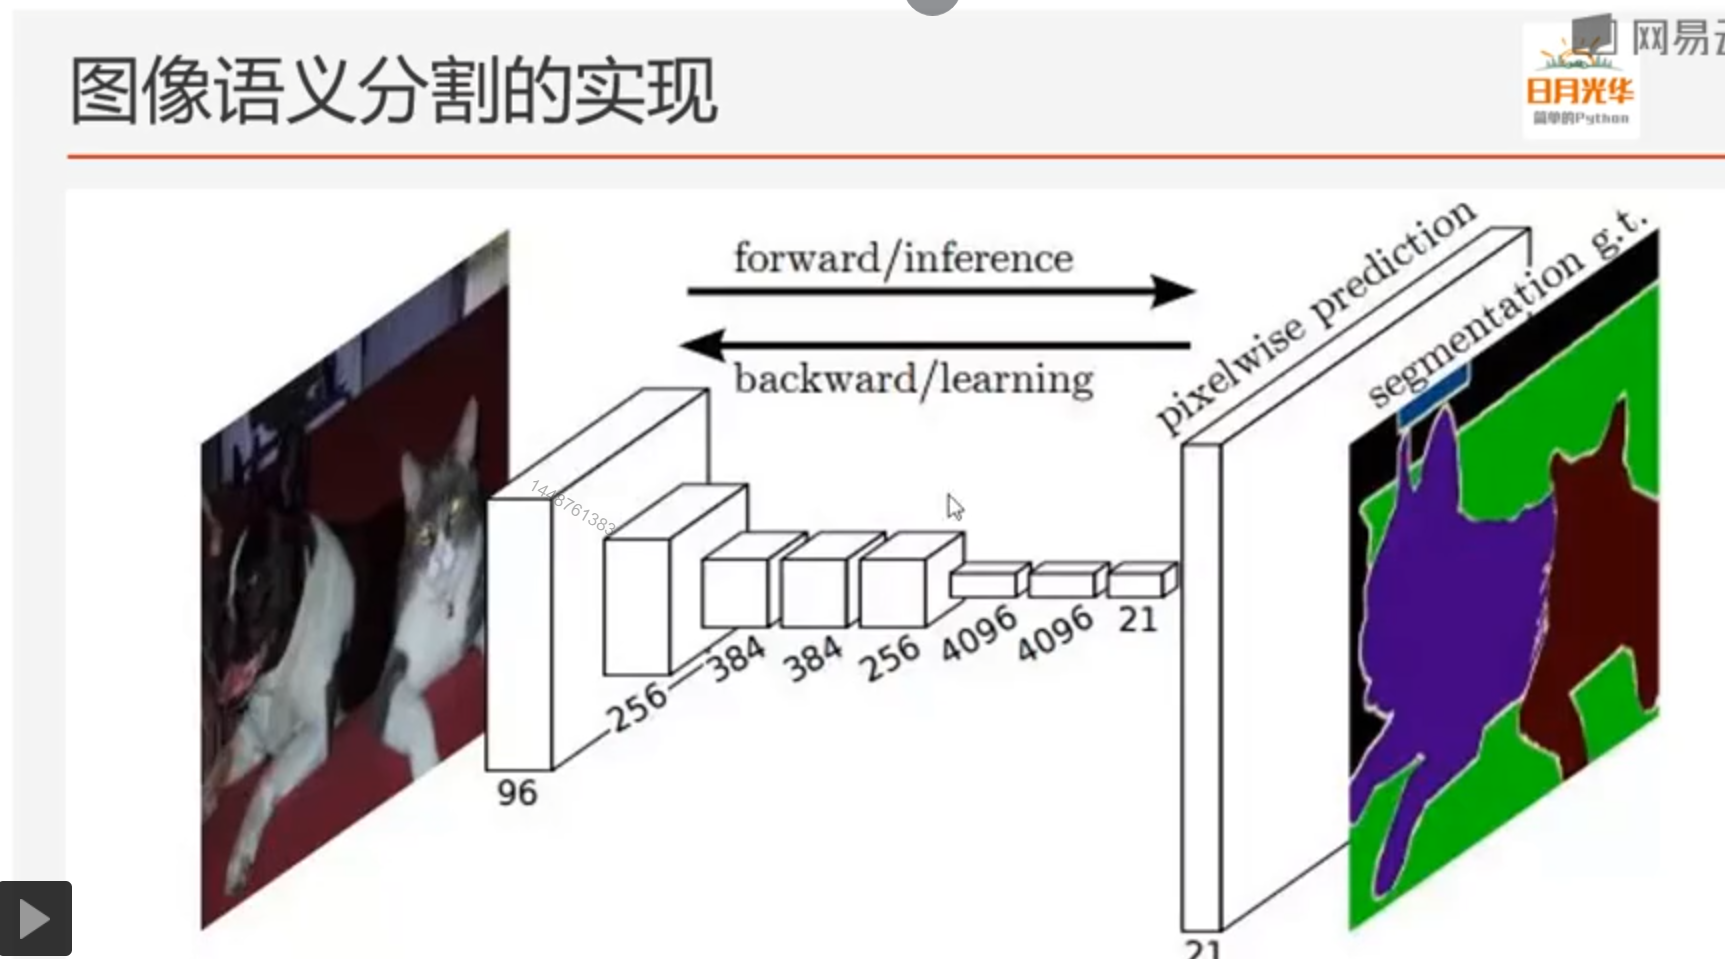 图像语义分割的实现
网易云
日月光华
简单的Python
forward/inference
backward/learning
pixelwise prediction
segmentation g.t.
1448761383
96
256
384
384
256
4096
4096
21
21